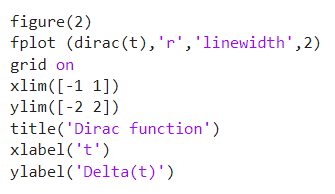 figure(2)
fplot (dirac(t),'r','linewidth',2)
grid on
xlim([-1 1])
ylim([-2 2])
title('Dirac function')
xlabel('t')
ylabel('Delta(t)')